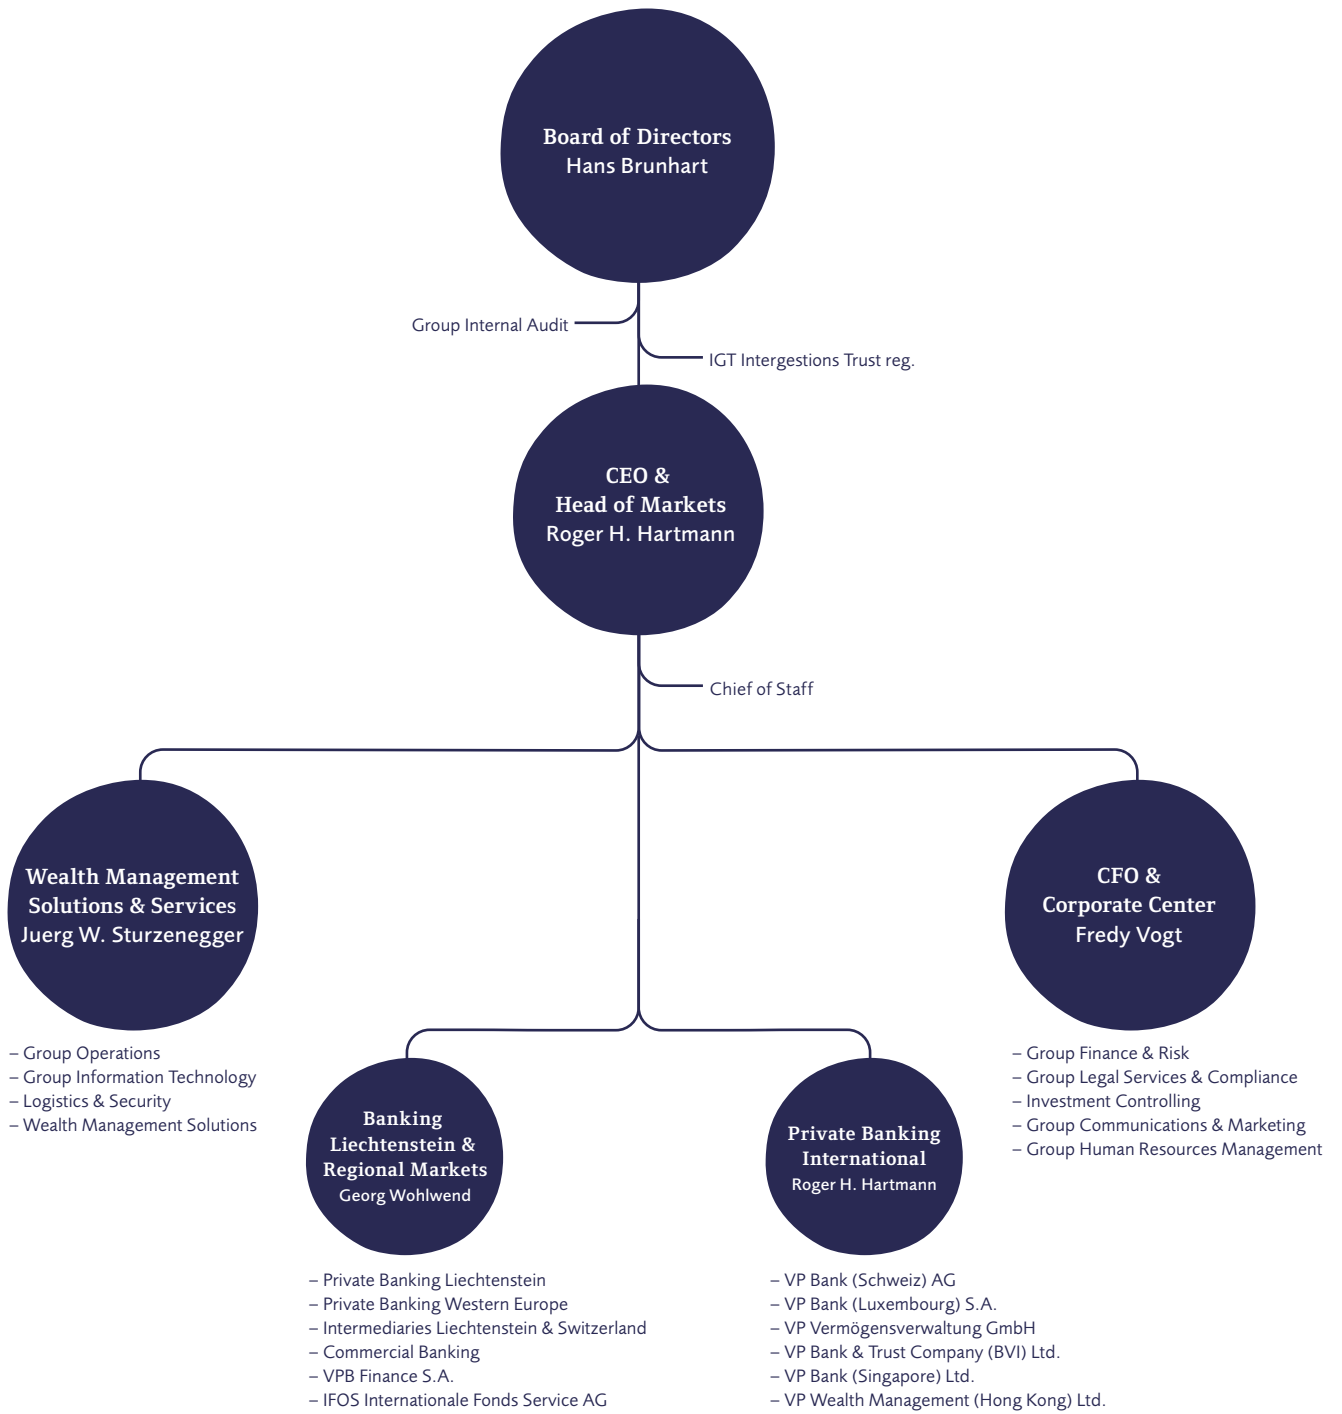 Board of Directors
Hans Brunhart
Group Internal Audit
IGT Intergestions Trust reg.
CEO &
Head of Markets
Roger H. Hartmann
Chief of Staff
Wealth Management
Solutions & Services
Juerg W. Sturzenegger
– Group Operations
– Group Information Technology
– Logistics & Security
– Wealth Management Solutions
CFO &
Corporate Center
Fredy Vogt
– Group Finance & Risk
– Group Legal Services & Compliance
– Investment Controlling
– Group Communications & Marketing
– Group Human Resources Management
Banking
Liechtenstein &
Regional Markets
Georg Wohlwend
– Private Banking Liechtenstein
– Private Banking Western Europe
– Intermediaries Liechtenstein & Switzerland
– Commercial Banking
– VPB Finance S.A.
– IFOS Internationale Fonds Service AG
Private Banking
International
Roger H. Hartmann
– VP Bank (Schweiz) AG
– VP Bank (Luxembourg) S.A.
– VP Vermögensverwaltung GmbH
– VP Bank & Trust Company (BVI) Ltd.
– VP Bank (Singapore) Ltd.
– VP Wealth Management (Hong Kong) Ltd.